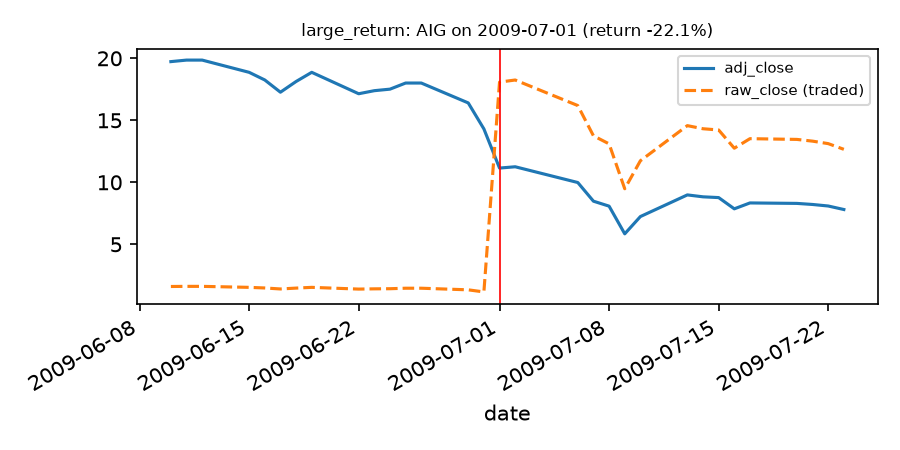 large_return: AIG on 2009-07-01 (return -22.1%)
adj_close
raw_close (traded)
20
15
10
5
2009-06-08
2009-06-15
2009-06-22
2009-07-01
2009-07-08
2009-07-15
2009-07-22
date